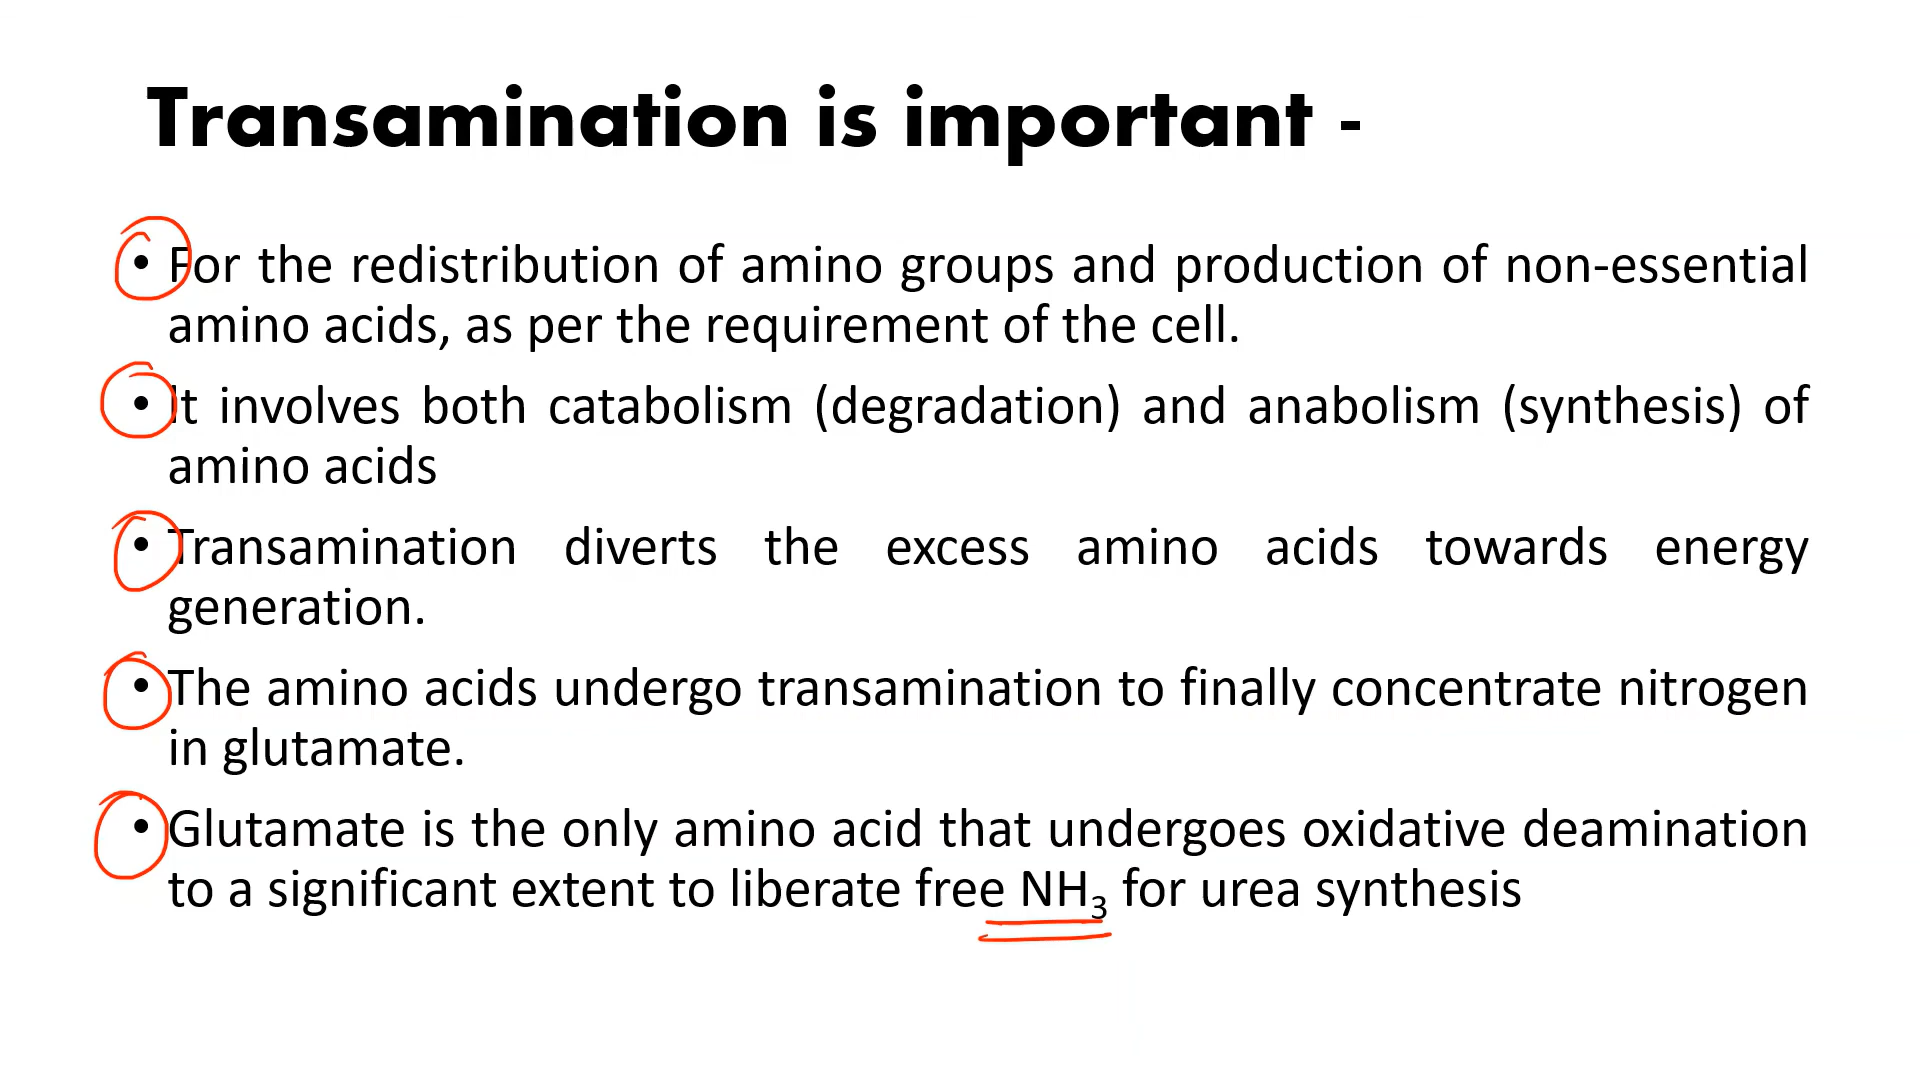 Transamination is important -
• For the redistribution of amino groups and production of non-essential
amino acids, as per the requirement of the cell.
• It involves both catabolism (degradation) and anabolism (synthesis) of
amino acids
• Transamination diverts the excess amino acids towards energy
generation.
• The amino acids undergo transamination to finally concentrate nitrogen
in glutamate.
• Glutamate is the only amino acid that undergoes oxidative deamination
to a significant extent to liberate free NH₃ for urea synthesis